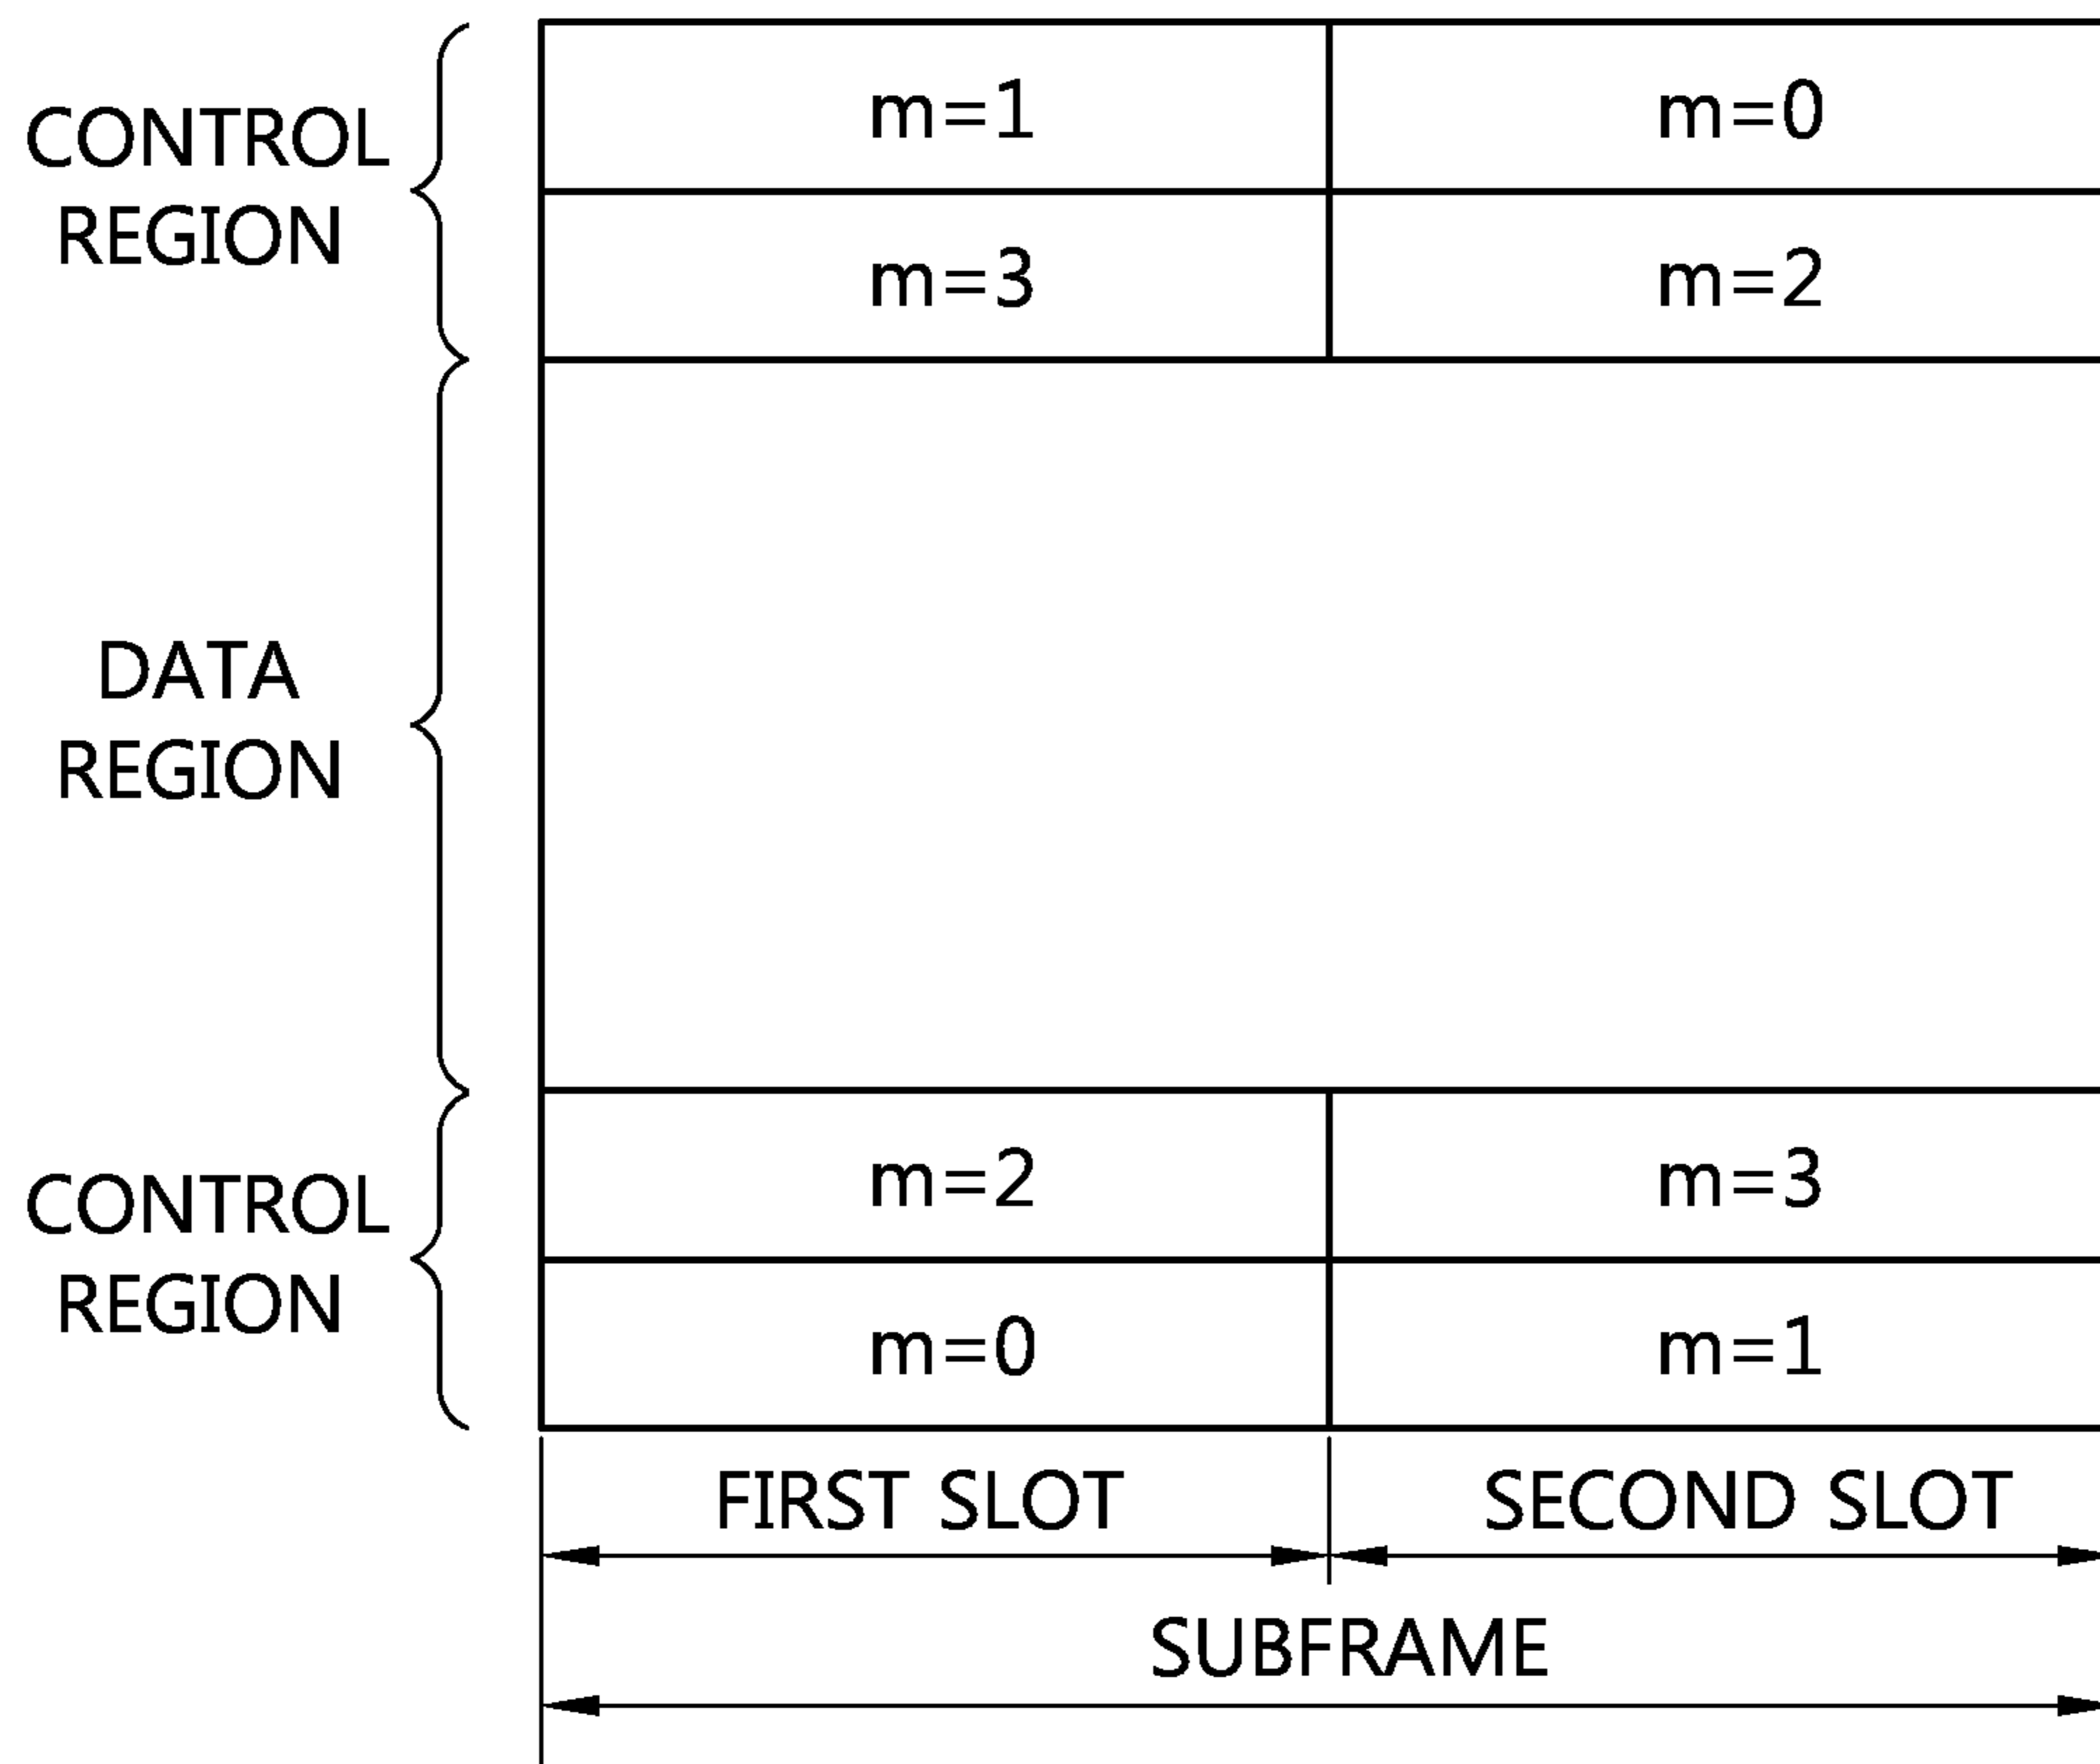 CONTROL
REGION
m=1 m=0
m=3 m=2
DATA
REGION
CONTROL
REGION
m=2 m=3
m=0 m=1
FIRST SLOT SECOND SLOT
SUBFRAME